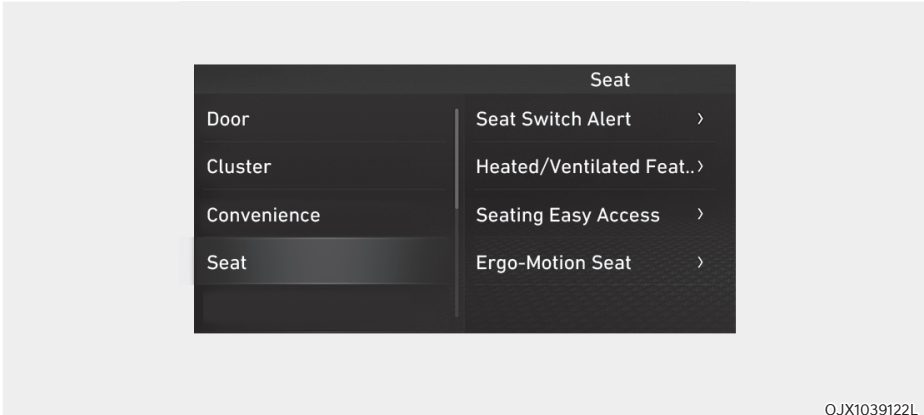 Seat
Door
Cluster
Convenience
Seat
Seat Switch Alert
Heated/Ventilated Feat..
Seating Easy Access
Ergo-Motion Seat
OJX1039122L